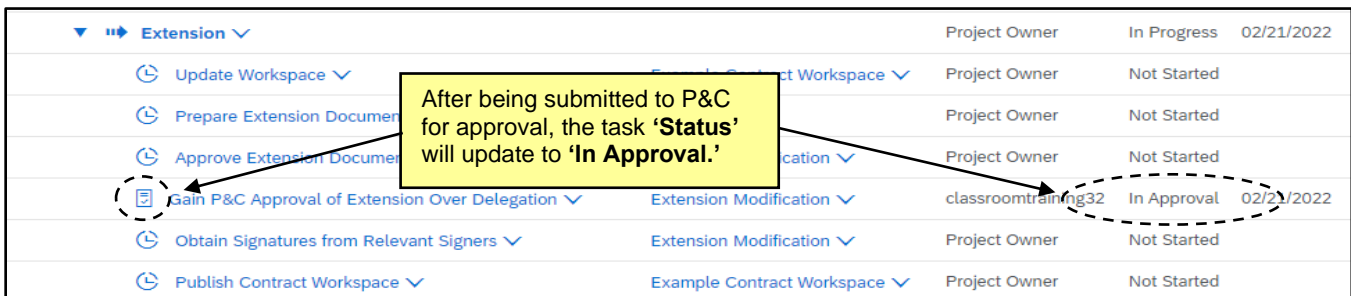 Extension Project Owner In Progress 02/21/2022
Update Workspace Example Contract Workspace Project Owner Not Started
After being submitted to P&C
for approval, the task ‘Status’
will update to ‘In Approval.’
Prepare Extension Project Owner Not Started
Approve Extension Project Owner Not Started
Gain P&C Approval of Extension Over Delegation Extension Modification classroomtraining32 In Approval 02/21/2022
Obtain Signatures from Relevant Signers Extension Modification Project Owner Not Started
Publish Contract Workspace Example Contract Workspace Project Owner Not Started